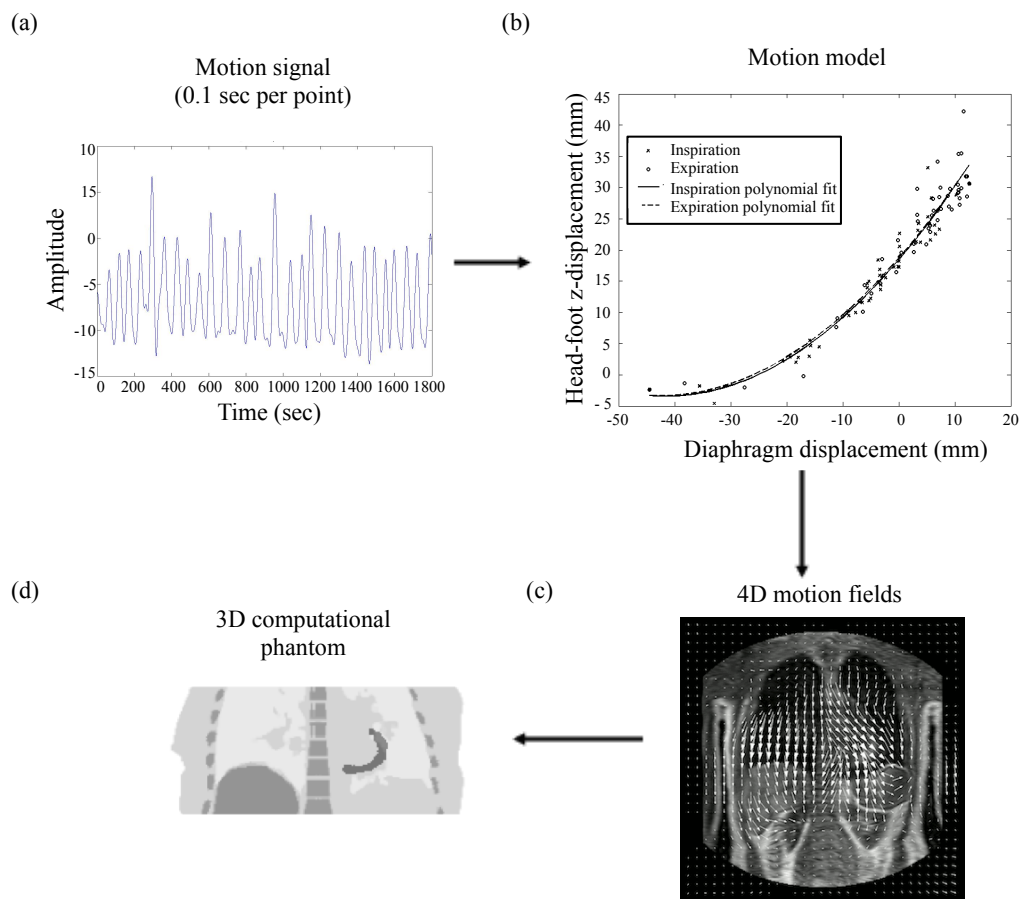 (a)
Motion signal
(0.1 sec per point)
10
15
0
-5
-10
-15
Amplitude
0 200 400 600 800 1000 1200 1400 1600 1800
Time (sec)
(b)
Motion model
45
40
35
30
25
20
15
10
5
0
- 5
Head-foot z-displacement (mm)
Inspiration
Expiration
Inspiration polynomial fit
Expiration polynomial fit
-50 -40 -30 -20 -10 0 10 20
Diaphragm displacement (mm)
(d)
3D computational
phantom
(c)
4D motion fields